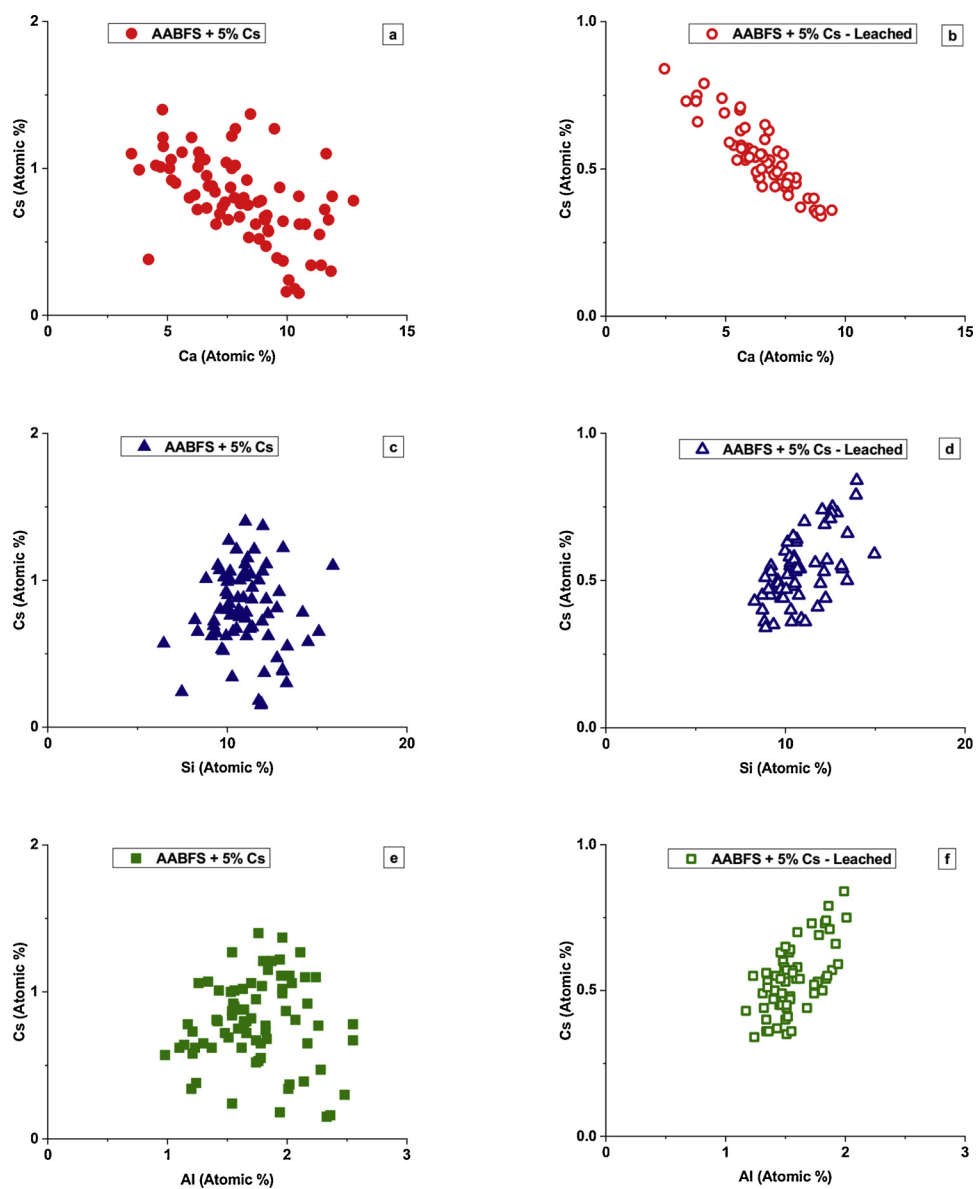 2
AABFS + 5% Cs
a
Cs (Atomic %)
1
0
0
5
10
15
Ca (Atomic %)
1.0
AABFS + 5% Cs - Leached
b
Cs (Atomic %)
0.5
0.0
0
5
10
15
Ca (Atomic %)
2
AABFS + 5% Cs
c
Cs (Atomic %)
1
0
0
10
20
Si (Atomic %)
1.0
AABFS + 5% Cs - Leached
d
Cs (Atomic %)
0.5
0.0
0
10
20
Si (Atomic %)
2
AABFS + 5% Cs
e
Cs (Atomic %)
1
0
0
1
2
3
Al (Atomic %)
1.0
AABFS + 5% Cs - Leached
f
Cs (Atomic %)
0.5
0.0
0
1
2
3
Al (Atomic %)